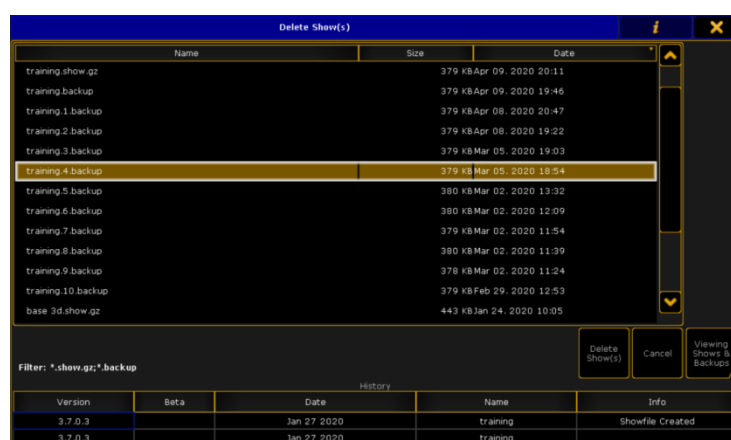 Delete Show(s)
i
Name Size Date
training.show.gz 379 KB Apr 09. 2020 20:11
training.backup 379 KB Apr 09. 2020 19:46
training.1.backup 379 KB Apr 08. 2020 20:47
training.2.backup 379 KB Apr 08. 2020 19:22
training.3.backup 379 KB Mar 05. 2020 19:03
training.4.backup 379 KB Mar 05. 2020 18:54
training.5.backup 380 KB Mar 02. 2020 13:32
training.6.backup 380 KB Mar 02. 2020 12:09
training.7.backup 379 KB Mar 02. 2020 11:54
training.8.backup 380 KB Mar 02. 2020 11:39
training.9.backup 378 KB Mar 02. 2020 11:24
training.10.backup 379 KB Feb 29. 2020 12:53
base 3d.show.gz 443 KB Jan 24. 2020 10:05
Delete
Show(s)
Cancel
Viewing
Shows &
Backups
Filter: *.show.gz;*.backup
History
Version Beta Date Name Info
3.7.0.3 Jan 27 2020 training Showfile Created
3.7.0.3 Jan 27 2020 training